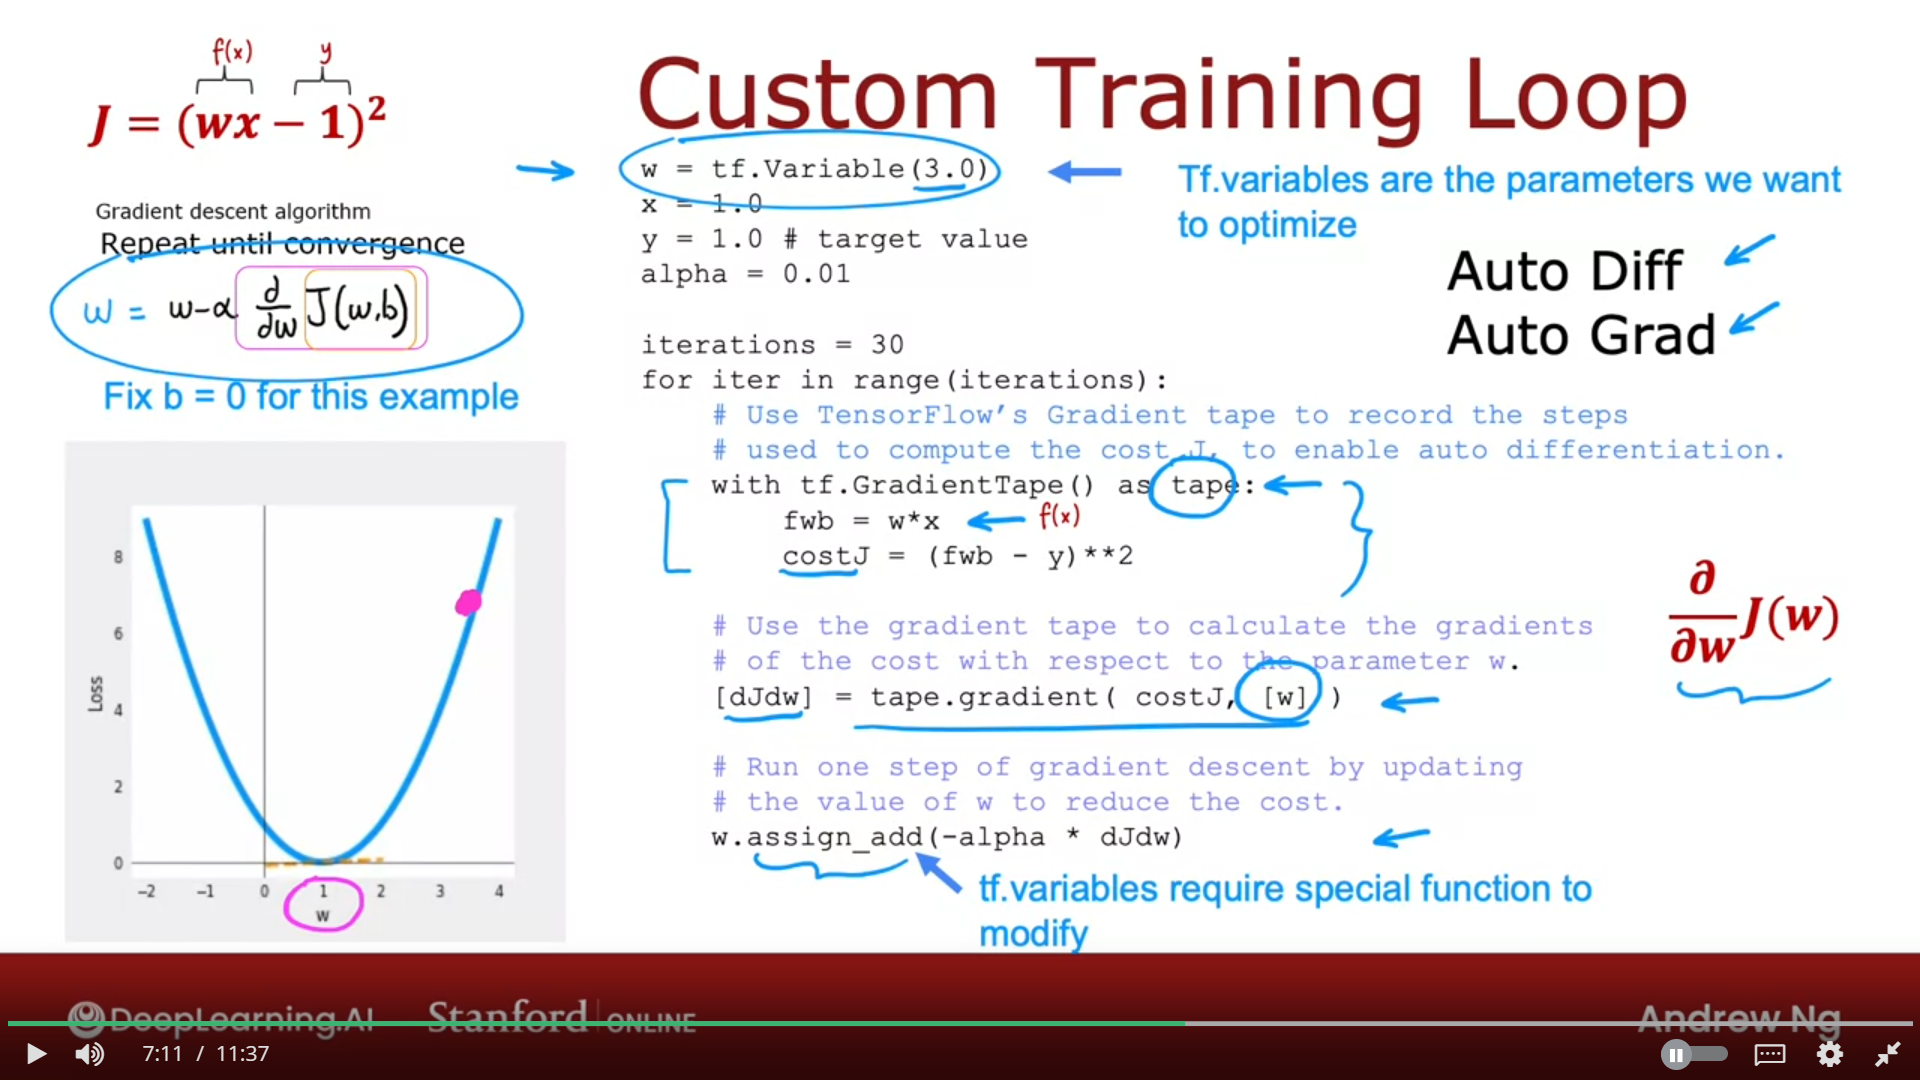 f(x) y
J = (wx − 1)²
Custom Training Loop
Gradient descent algorithm
Repeat until convergence
w = w-α ∂/∂w J(w,b)
Fix b = 0 for this example
8
6
4
2
0
Loss
−2 −1 0 1 2 3 4
w
w = tf.Variable(3.0)
x = 1.0
y = 1.0 # target value
alpha = 0.01
Tf.variables are the parameters we want
to optimize
Auto Diff
Auto Grad
iterations = 30
for iter in range(iterations):
# Use TensorFlow’s Gradient tape to record the steps
# used to compute the cost J, to enable auto differentiation.
with tf.GradientTape() as tape:
fwb = w*x f(x)
costJ = (fwb - y)**2
# Use the gradient tape to calculate the gradients
# of the cost with respect to the parameter w.
[dJdw] = tape.gradient( costJ, [w] )
∂/∂w J(w)
# Run one step of gradient descent by updating
# the value of w to reduce the cost.
w.assign_add(-alpha * dJdw)
tf.variables require special function to
modify
DeepLearning.AI Stanford | ONLINE Andrew Ng
7:11 / 11:37